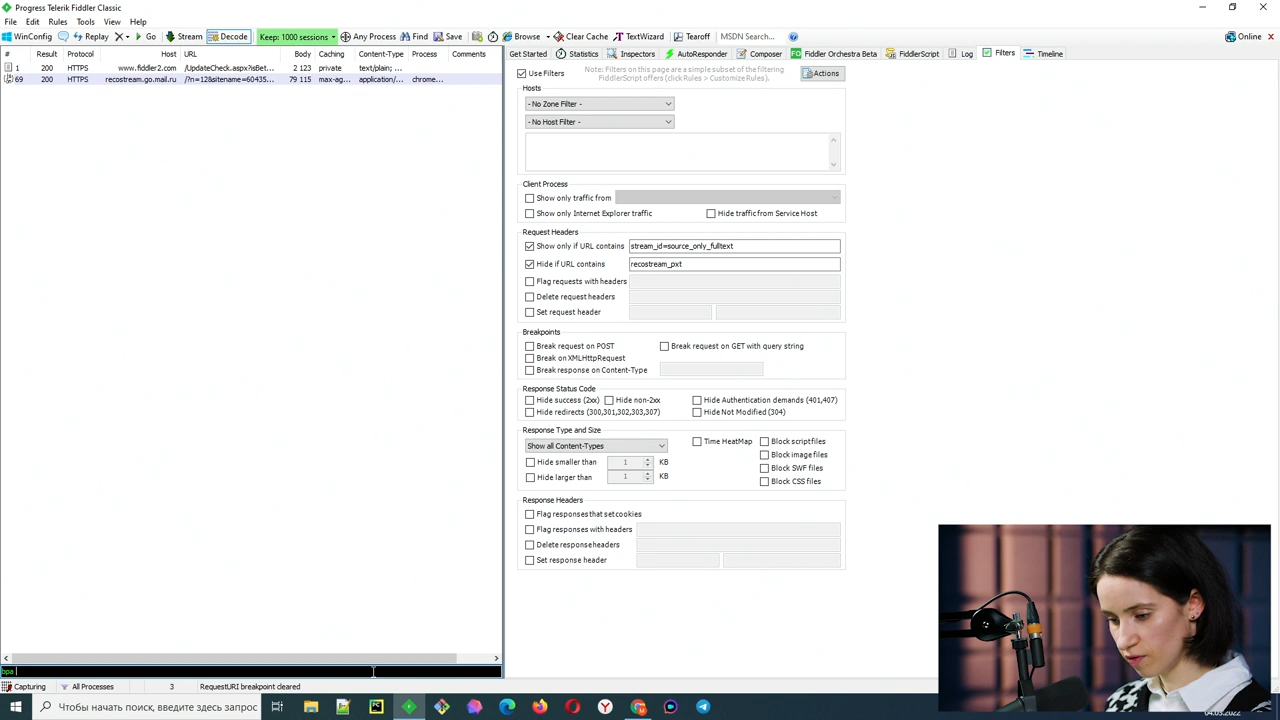 Progress Telerik Fiddler Classic
File Edit Rules Tools View Help
WinConfig Replay Go Stream Decode Keep: 1000 sessions Any Process Find Save Browse Clear Cache TextWizard Tearoff MSDN Search... Online
# Result Protocol Host URL Body Caching Content-Type Process Comments
1 200 HTTPS www.fiddler2.com /UpdateCheck.aspx?isBet... 2 123 private text/plain; ...
69 200 HTTPS recostream.go.mail.ru /?n=128&sitename=60435... 79 115 max-ag... application/... chrome...
Get Started Statistics Inspectors AutoResponder Composer Fiddler Orchestra Beta FiddlerScript Log Filters Timeline
Use Filters
Note: Filters on this page are a simple subset of the filtering
FiddlerScript offers (click Rules > Customize Rules).
Actions
Hosts
- No Zone Filter -
- No Host Filter -
Client Process
Show only traffic from
Show only Internet Explorer traffic Hide traffic from Service Host
Request Headers
Show only if URL contains stream_id=source_only_fulltext
Hide if URL contains recostream_pxt
Flag requests with headers
Delete request headers
Set request header
Breakpoints
Break request on POST Break request on GET with query string
Break on XMLHttpRequest
Break response on Content-Type
Response Status Code
Hide success (2xx) Hide non-2xx Hide Authentication demands (401,407)
Hide redirects (300,301,302,303,307) Hide Not Modified (304)
Response Type and Size
Show all Content-Types Time HeatMap Block script files
Block image files
Hide smaller than 1 KB Block SWF files
Hide larger than 1 KB Block CSS files
Response Headers
Flag responses that set cookies
Flag responses with headers
Delete response headers
Set response header
bpa
Capturing All Processes 3 RequestURI breakpoint cleared
Чтобы начать поиск, введите здесь запрос
04.03.2022